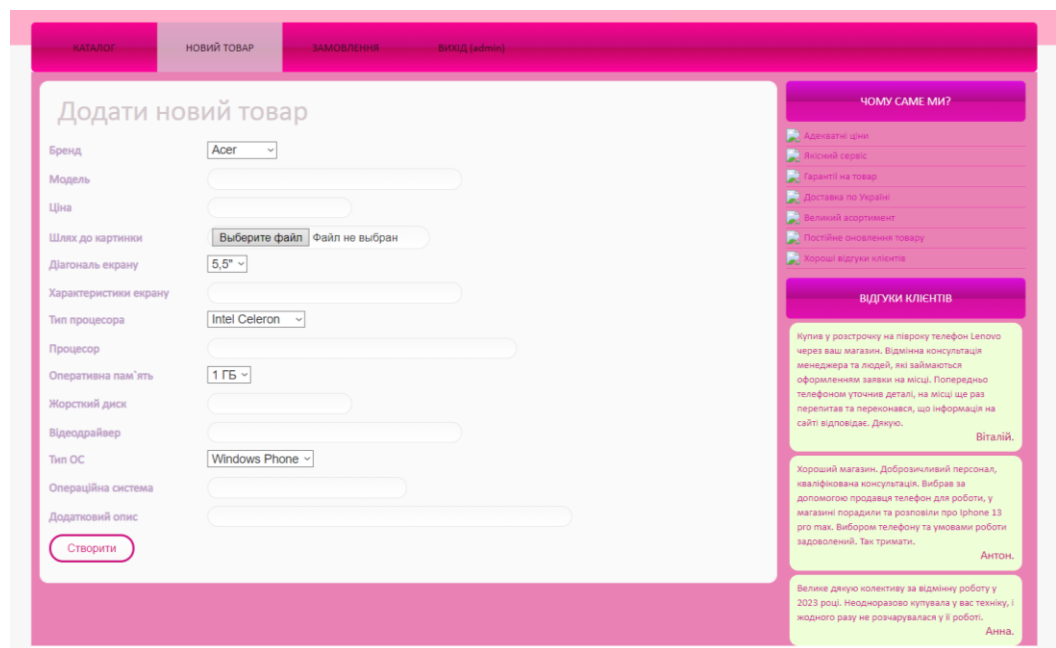 КАТАЛОГ НОВИЙ ТОВАР ЗАМОВЛЕННЯ ВИХІД (admin)
Додати новий товар
Бренд Acer
Модель
Ціна
Шлях до картинки Выберите файл Файл не выбран
Діагональ екрану 5,5"
Характеристики екрану
Тип процесора Intel Celeron
Процесор
Оперативна пам`ять 1 ГБ
Жорсткий диск
Відеодрайвер
Тип ОС Windows Phone
Операційна система
Додатковий опис
Створити
ЧОМУ САМЕ МИ?
Адекватні ціни
Якісний сервіс
Гарантії на товар
Доставка по Україні
Великий асортимент
Постійне оновлення товару
Хороші відгуки клієнтів
ВІДГУКИ КЛІЄНТІВ
Купив у розстрочку на півроку телефон Lenovo
через ваш магазин. Відмінна консультація
менеджера та людей, які займаються
оформленням заявки на місці. Попередньо
телефоном уточнив деталі, на місці ще раз
перепитав та переконався, що інформація на
сайті відповідає. Дякую.
Віталій.
Хороший магазин. Доброзичливий персонал,
кваліфікована консультація. Вибрав за
допомогою продавця телефон для роботи, у
магазині порадили та розповіли про Iphone 13
pro max. Вибором телефону та умовами роботи
задоволений. Так тримати.
Антон.
Велике дякую колективу за відмінну роботу у
2023 році. Неодноразово купувала у вас техніку, і
жодного разу не розчарувалася у її роботі.
Анна.